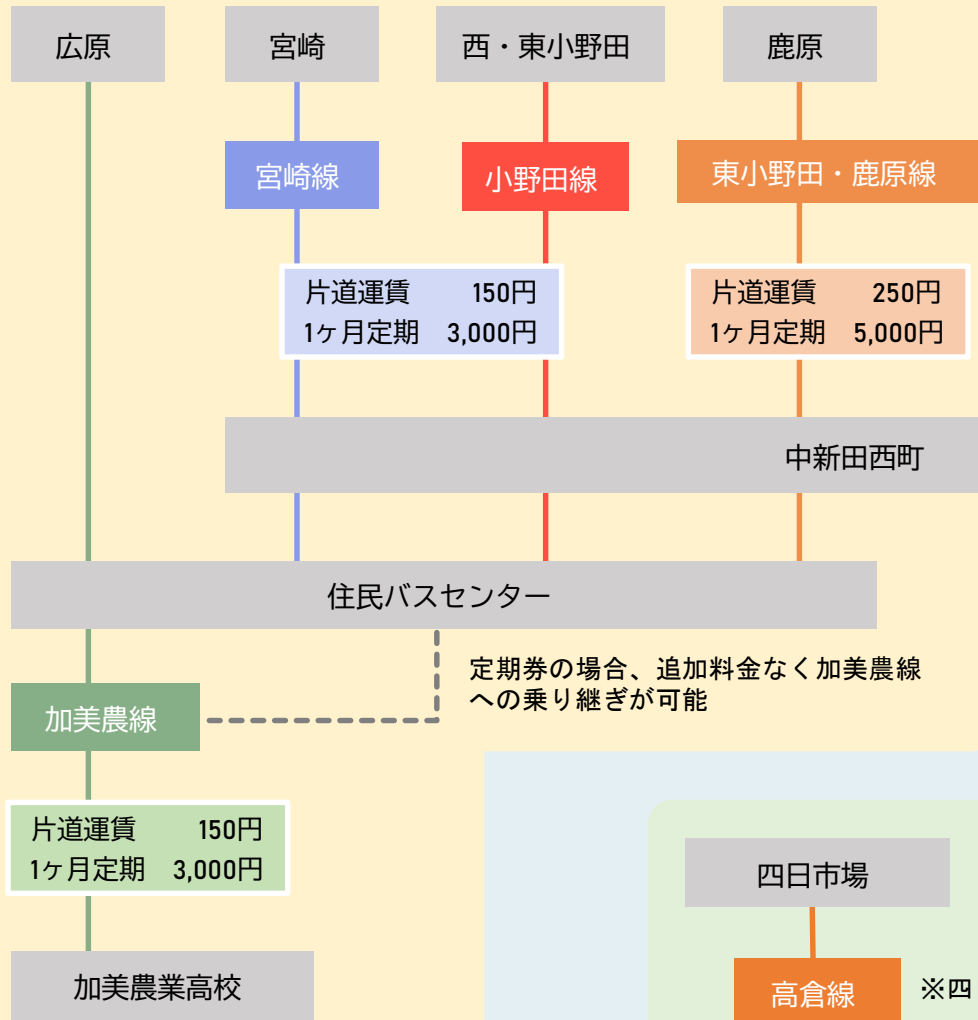 広原
宮崎
西・東小野田
鹿原
宮崎線
小野田線
東小野田・鹿原線
片道運賃 150円
1ヶ月定期 3,000円
片道運賃 250円
1ヶ月定期 5,000円
中新田西町
住民バスセンター
定期券の場合、追加料金なく加美農線
への乗り継ぎが可能
加美農線
片道運賃 150円
1ヶ月定期 3,000円
四日市場
加美農業高校
高倉線
※四